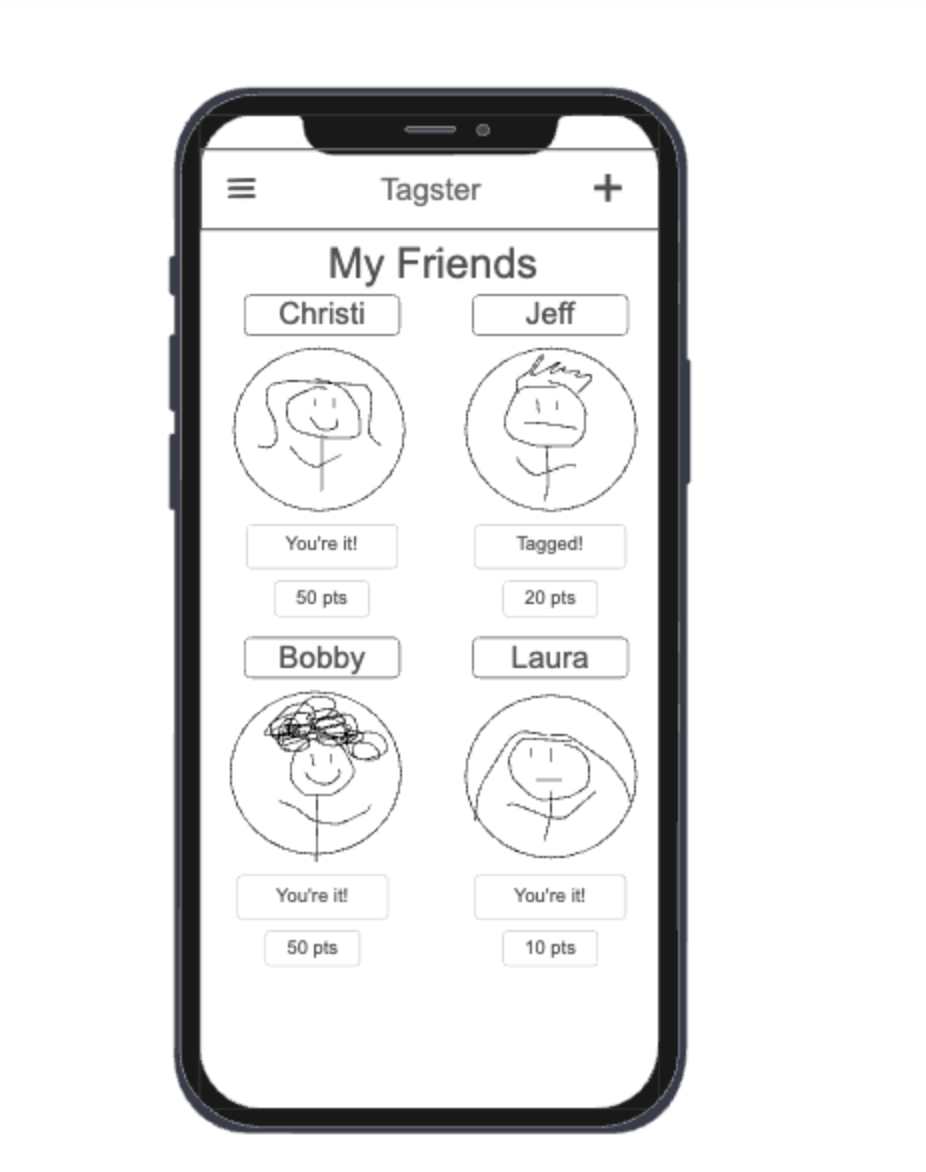 Tagster
My Friends
Christi
Jeff
You're it!
Tagged!
50 pts
20 pts
Bobby
Laura
You're it!
You're it!
50 pts
10 pts